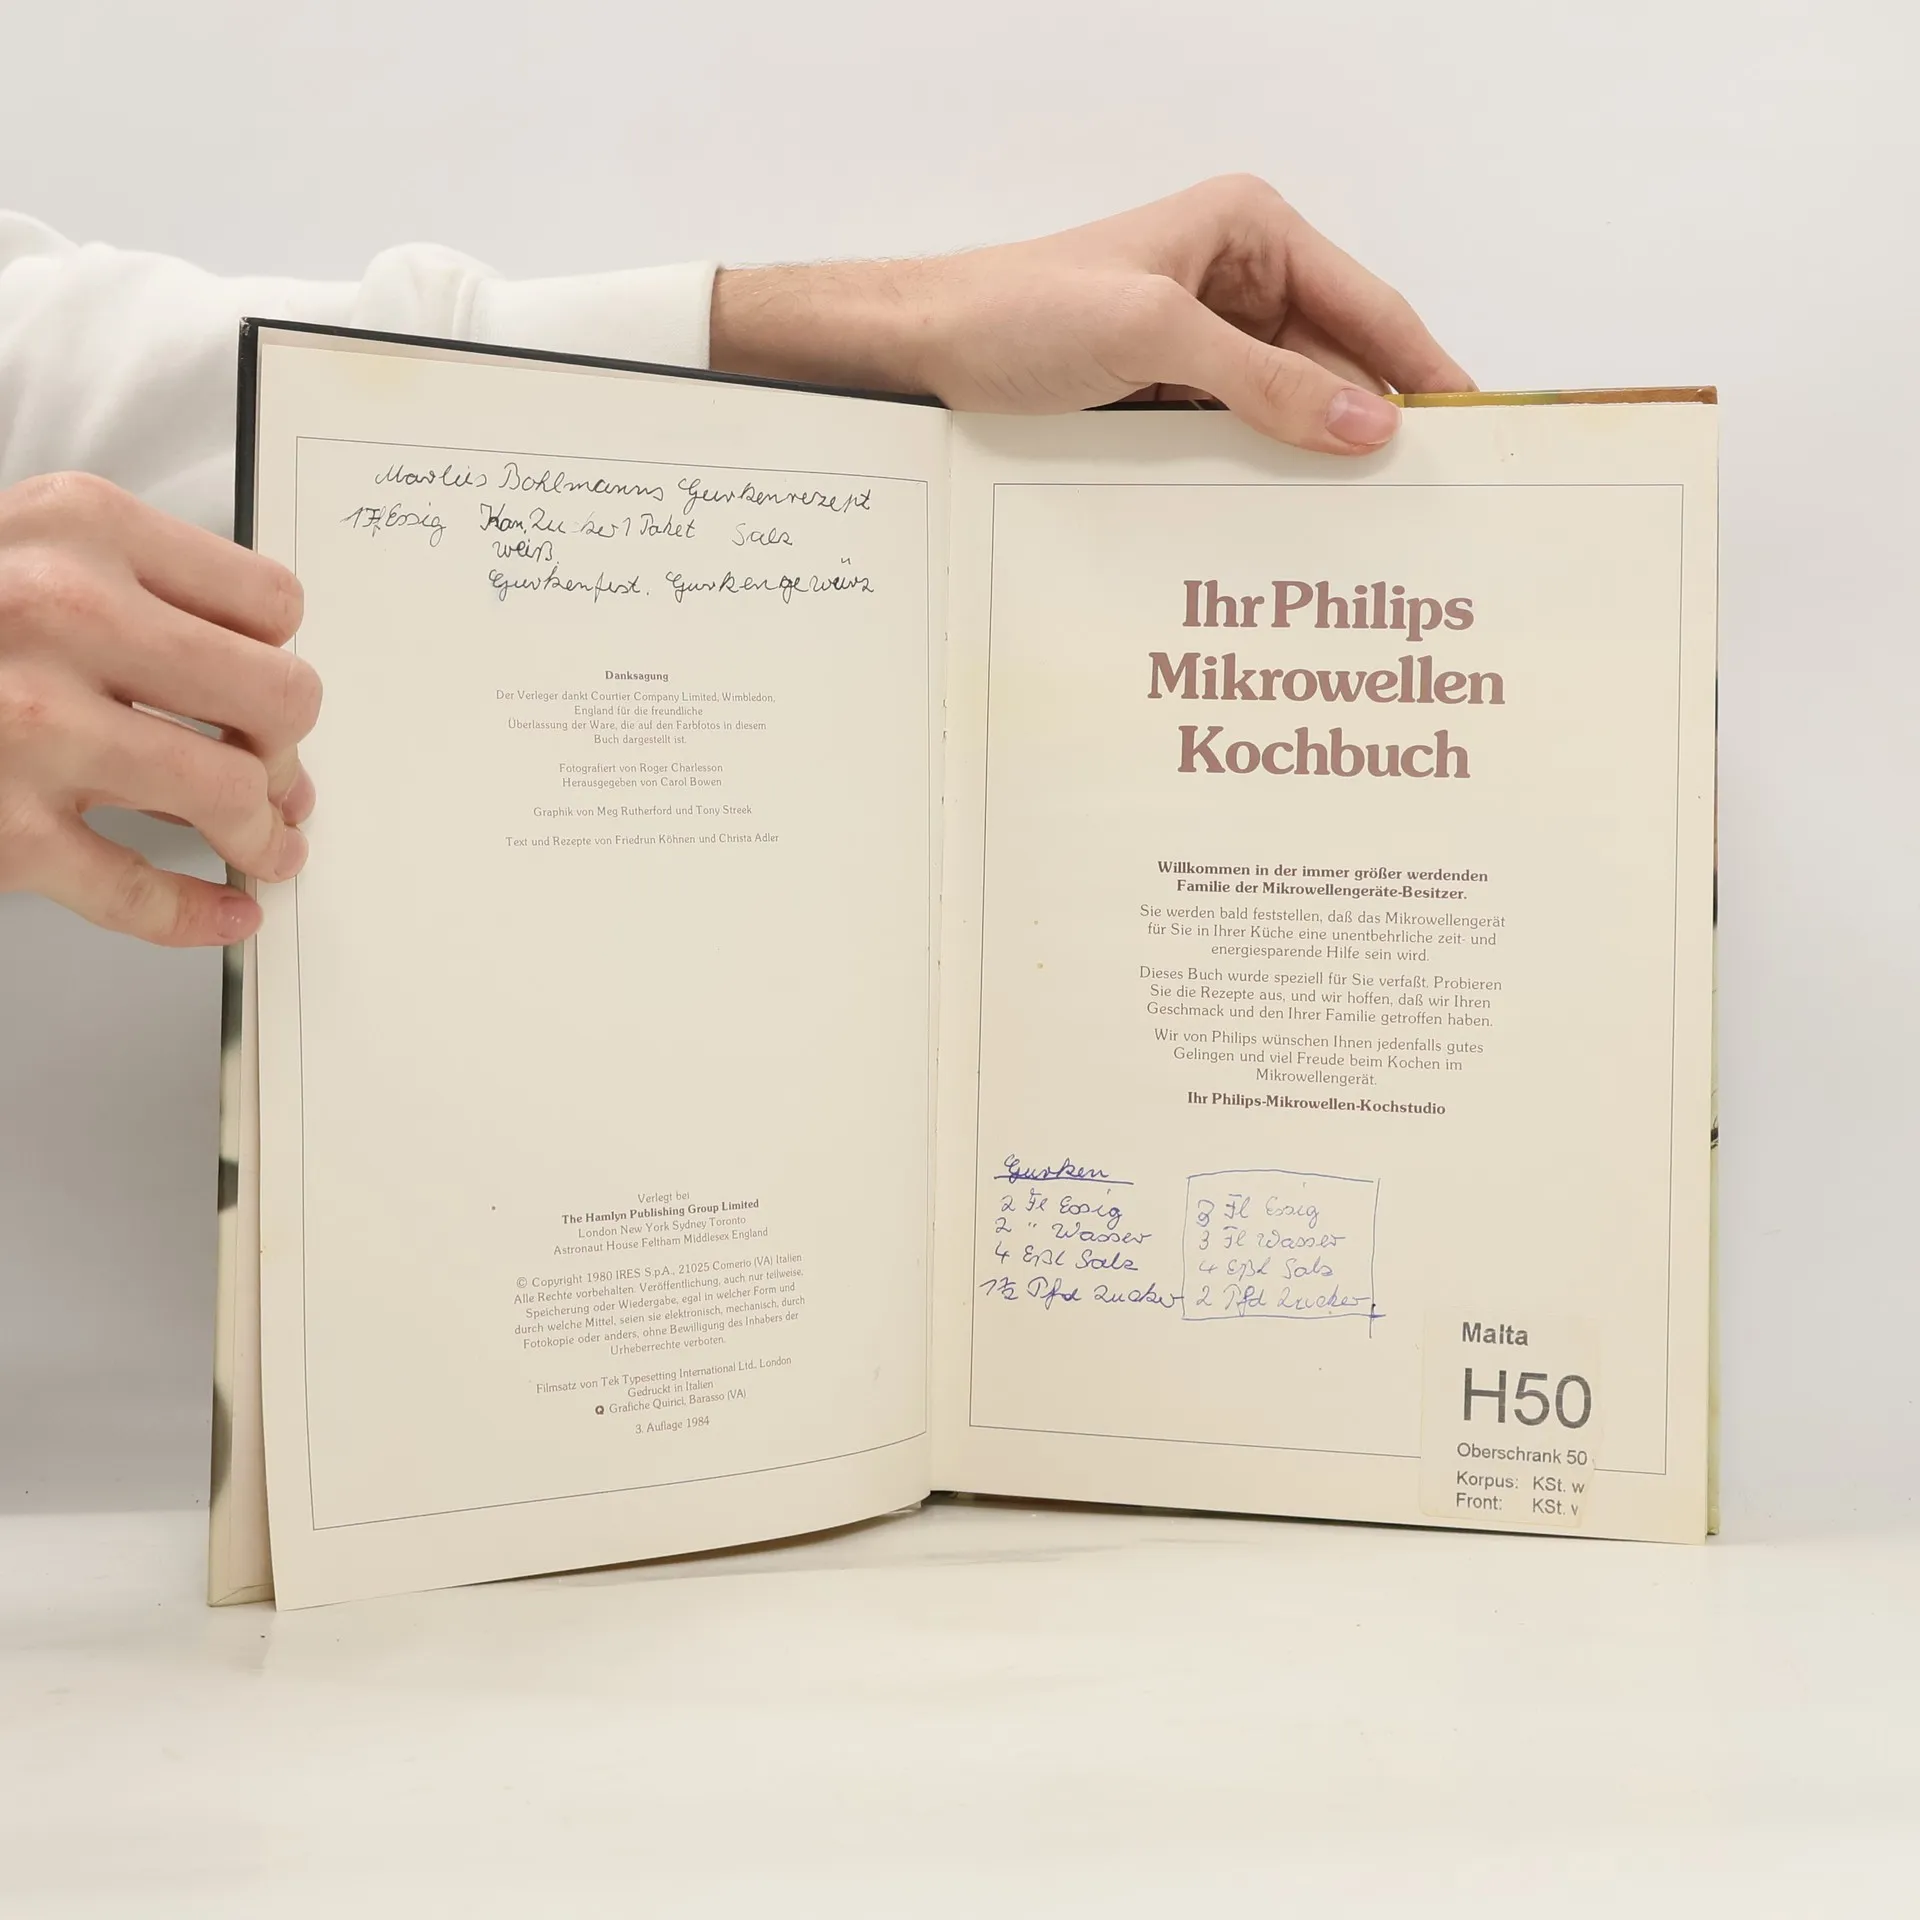 Marlies Bohlmanns Gurkenrezept
1 Fl. Essig Kan. Zucker 1 Paket Salz
weiß
Gurkenfest. Gurkengewürz
Danksagung
Der Verleger dankt Courtier Company Limited, Wimbledon,
England für die freundliche
Überlassung der Ware, die auf den Farbfotos in diesem
Buch dargestellt ist.
Fotografiert von Roger Charlesson
Herausgegeben von Carol Bowen
Graphik von Meg Rutherford und Tony Streek
Text und Rezepte von Friedrun Köhnen und Christa Adler
Verlegt bei
The Hamlyn Publishing Group Limited
London New York Sydney Toronto
Astronaut House Feltham Middlesex England
© Copyright 1980 IRES S.p.A., 21025 Comerio (VA) Italien
Alle Rechte vorbehalten. Veröffentlichung, auch nur teilweise,
Speicherung oder Wiedergabe, egal in welcher Form und
durch welche Mittel, seien sie elektronisch, mechanisch, durch
Fotokopie oder anders, ohne Bewilligung des Inhabers der
Urheberrechte verboten.
Filmsatz von Tek Typesetting International Ltd., London
Gedruckt in Italien
Grafiche Quirici, Barasso (VA)
3. Auflage 1984
Ihr Philips
Mikrowellen
Kochbuch
Willkommen in der immer größer werdenden
Familie der Mikrowellengeräte-Besitzer.
Sie werden bald feststellen, daß das Mikrowellengerät
für Sie in Ihrer Küche eine unentbehrliche zeit- und
energiesparende Hilfe sein wird.
Dieses Buch wurde speziell für Sie verfaßt. Probieren
Sie die Rezepte aus, und wir hoffen, daß wir Ihren
Geschmack und den Ihrer Familie getroffen haben.
Wir von Philips wünschen Ihnen jedenfalls gutes
Gelingen und viel Freude beim Kochen im
Mikrowellengerät.
Ihr Philips-Mikrowellen-Kochstudio
Gurken
2 Fl Essig
2 " Wasser
4 Eßl Salz
1½ Pfd Zucker
3 Fl Essig
3 Fl Wasser
4 Eßl Salz
2 Pfd Zucker
Malta
H50
Oberschrank 50
Korpus: KSt. w
Front: KSt.